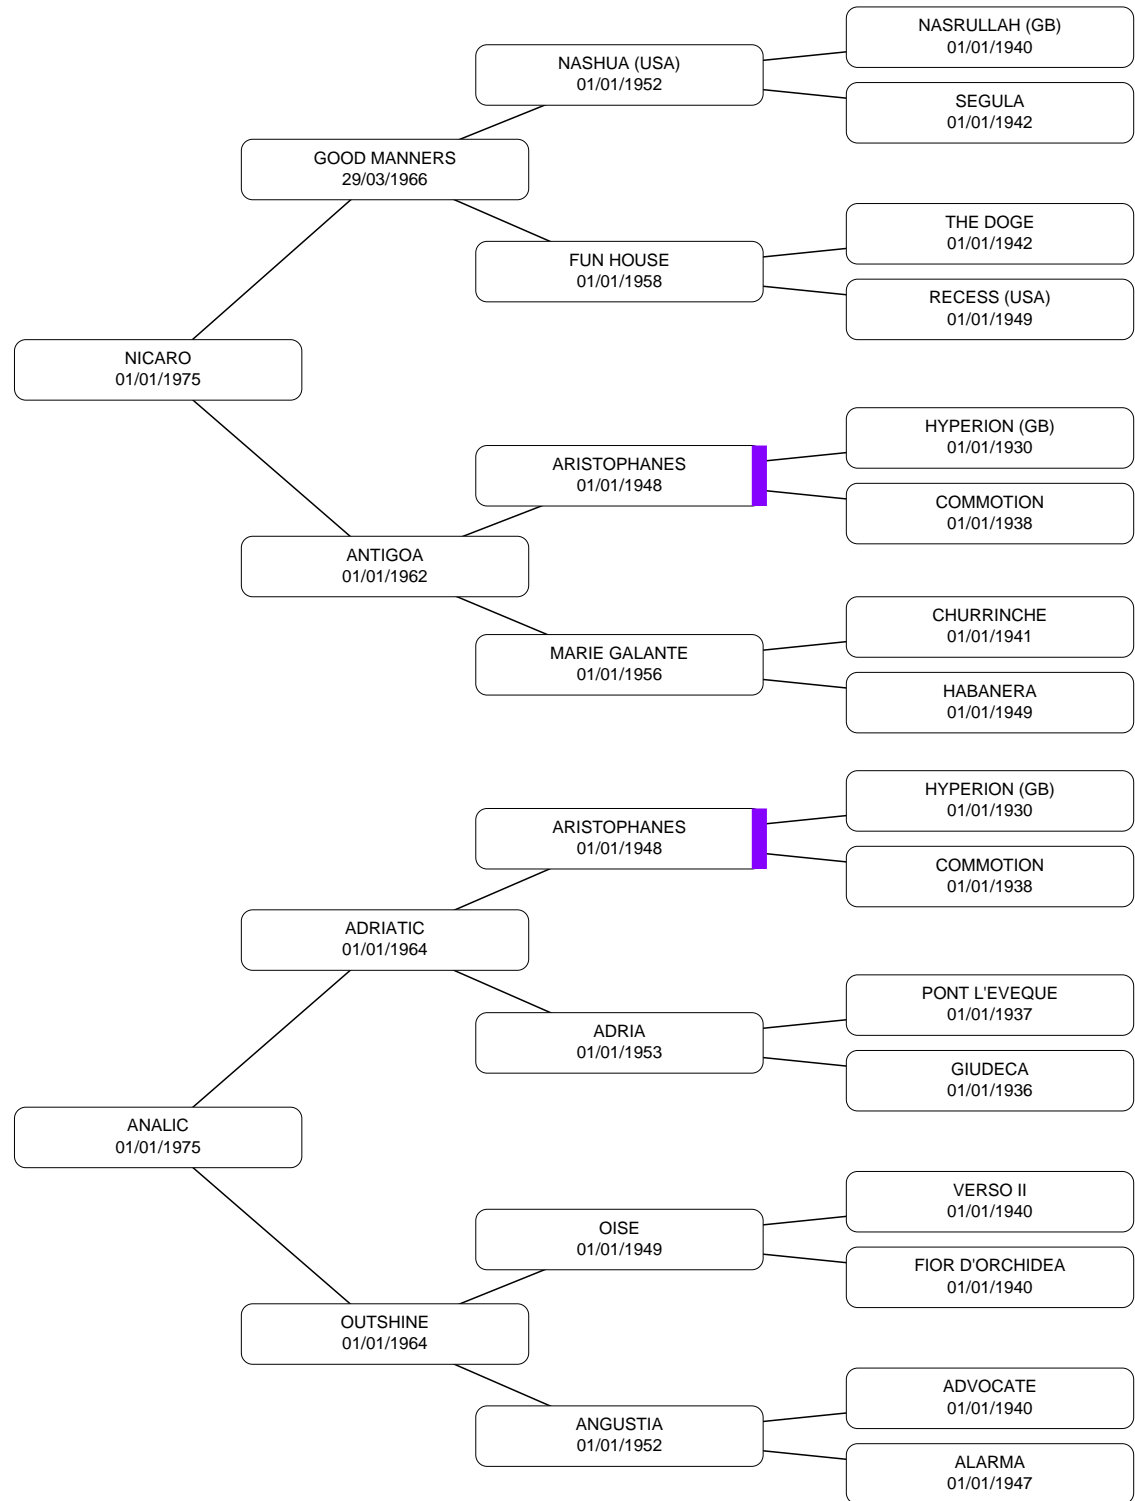 NASRULLAH (GB)
01/01/1940
NASHUA (USA)
01/01/1952
SEGULA
01/01/1942
GOOD MANNERS
29/03/1966
THE DOGE
01/01/1942
FUN HOUSE
01/01/1958
RECESS (USA)
01/01/1949
NICARO
01/01/1975
HYPERION (GB)
01/01/1930
ARISTOPHANES
01/01/1948
COMMOTION
01/01/1938
ANTIGOA
01/01/1962
CHURRINCHE
01/01/1941
MARIE GALANTE
01/01/1956
HABANERA
01/01/1949
HYPERION (GB)
01/01/1930
ARISTOPHANES
01/01/1948
COMMOTION
01/01/1938
ADRIATIC
01/01/1964
PONT L'EVEQUE
01/01/1937
ADRIA
01/01/1953
GIUDECA
01/01/1936
ANALIC
01/01/1975
VERSO II
01/01/1940
OISE
01/01/1949
FIOR D'ORCHIDEA
01/01/1940
OUTSHINE
01/01/1964
ADVOCATE
01/01/1940
ANGUSTIA
01/01/1952
ALARMA
01/01/1947